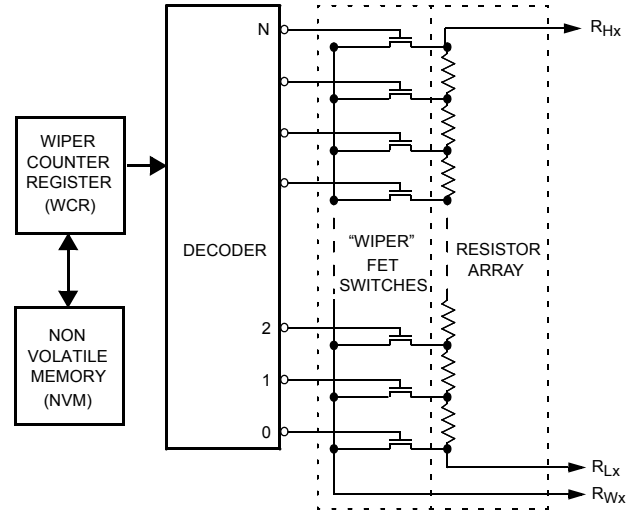 N
R_Hx
WIPER
COUNTER
REGISTER
(WCR)
DECODER
“WIPER”
FET
SWITCHES
RESISTOR
ARRAY
NON
VOLATILE
MEMORY
(NVM)
2
1
0
R_Lx
R_Wx